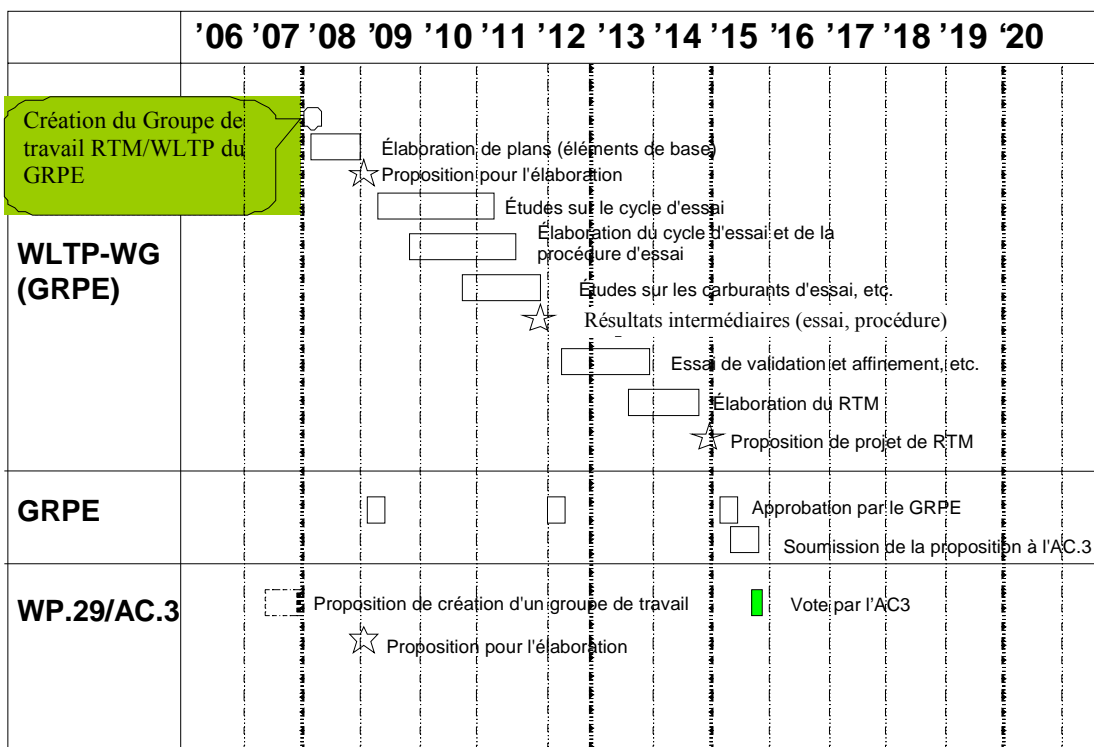 ’06 ’07 ’08 ’09 ’10 ’11 ’12 ’13 ’14 ’15 ’16 ’17 ’18 ’19 ‘20
Création du Groupe de
travail RTM/WLTP du
GRPE
Élaboration de plans (éléments de base)
Proposition pour l'élaboration
Études sur le cycle d'essai
Élaboration du cycle d'essai et de la
procédure d'essai
WLTP-WG
(GRPE)
Études sur les carburants d'essai, etc.
Résultats intermédiaires (essai, procédure)
Essai de validation et affinement, etc.
Élaboration du RTM
Proposition de projet de RTM
GRPE
Approbation par le GRPE
Soumission de la proposition à l'AC.3
WP.29/AC.3
Proposition de création d'un groupe de travail
Vote par l’AC3
Proposition pour l'élaboration